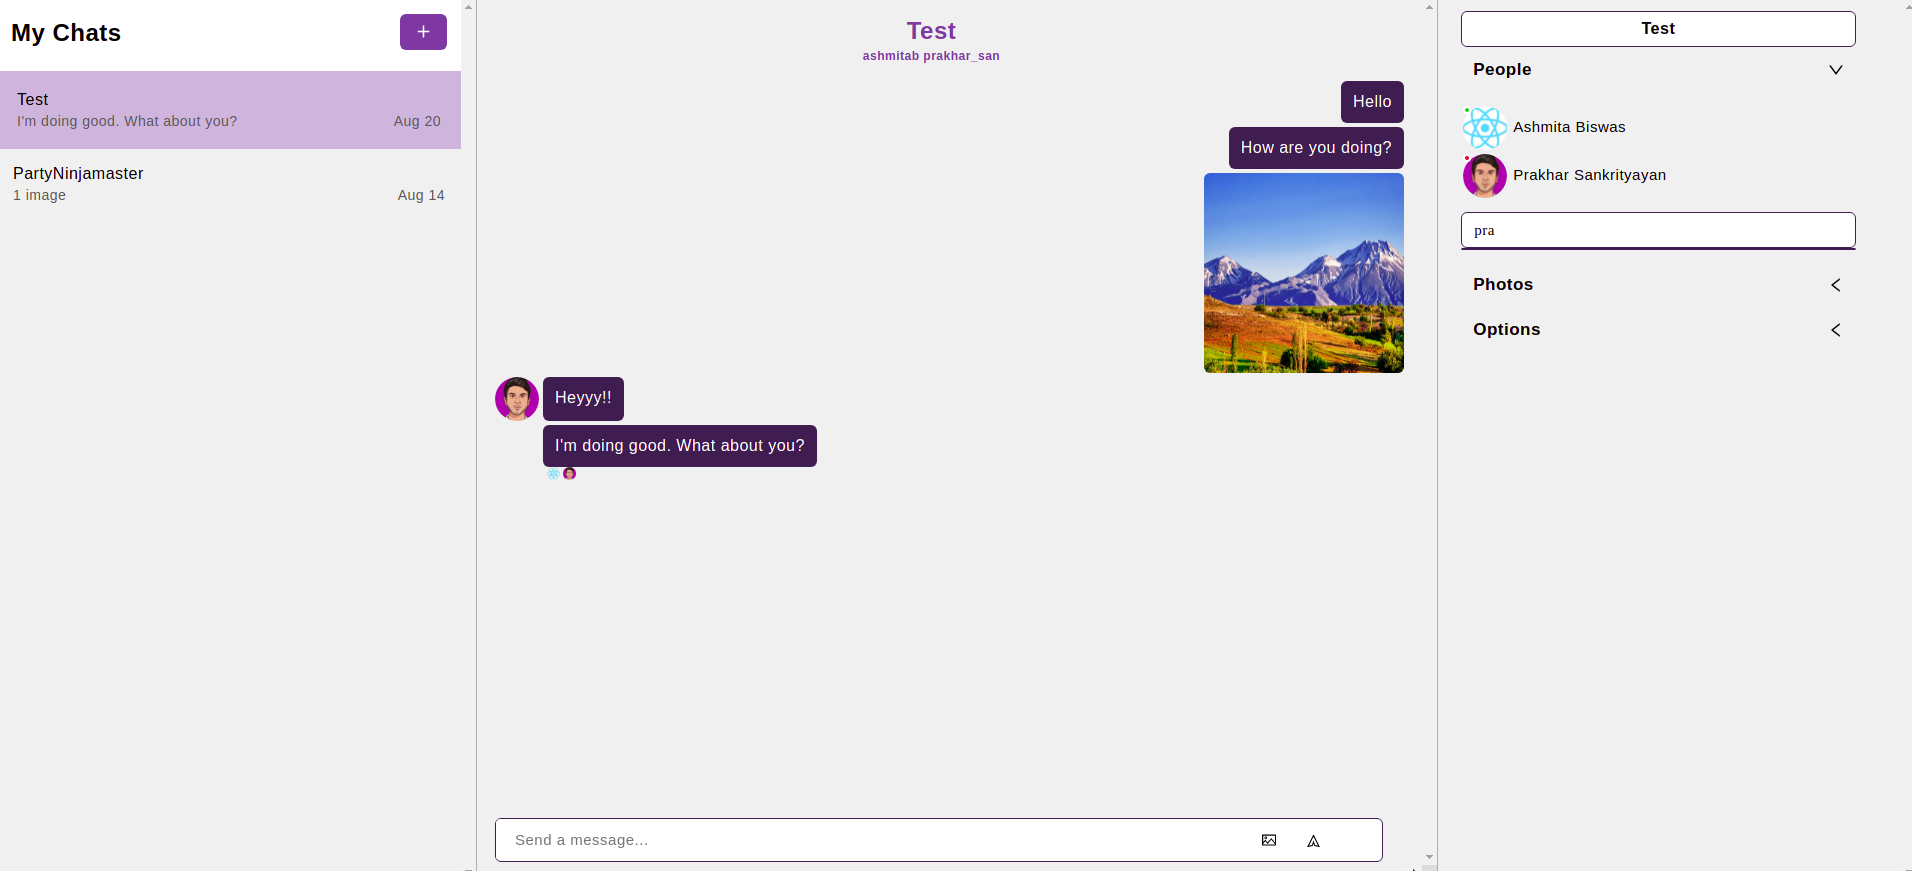 My Chats
+
Test
I'm doing good. What about you?
Aug 20
PartyNinjamaster
1 image
Aug 14
Test
ashmitab prakhar_san
Hello
How are you doing?
Heyyy!!
I'm doing good. What about you?
Send a message...
Test
People
Ashmita Biswas
Prakhar Sankrityayan
pra
Photos
Options